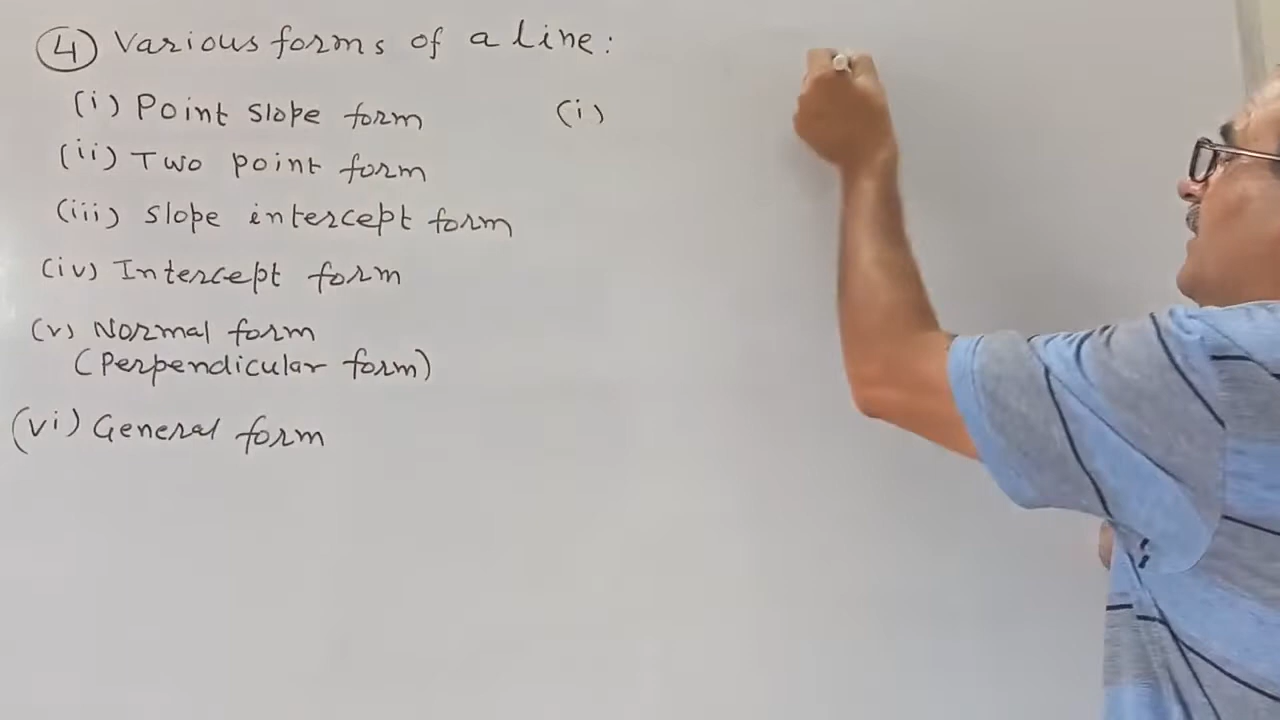 4 Various forms of a line:
(i) Point slope form (i)
(ii) Two point form
(iii) Slope intercept form
(iv) Intercept form
(v) Normal form
(Perpendicular form)
(vi) General form